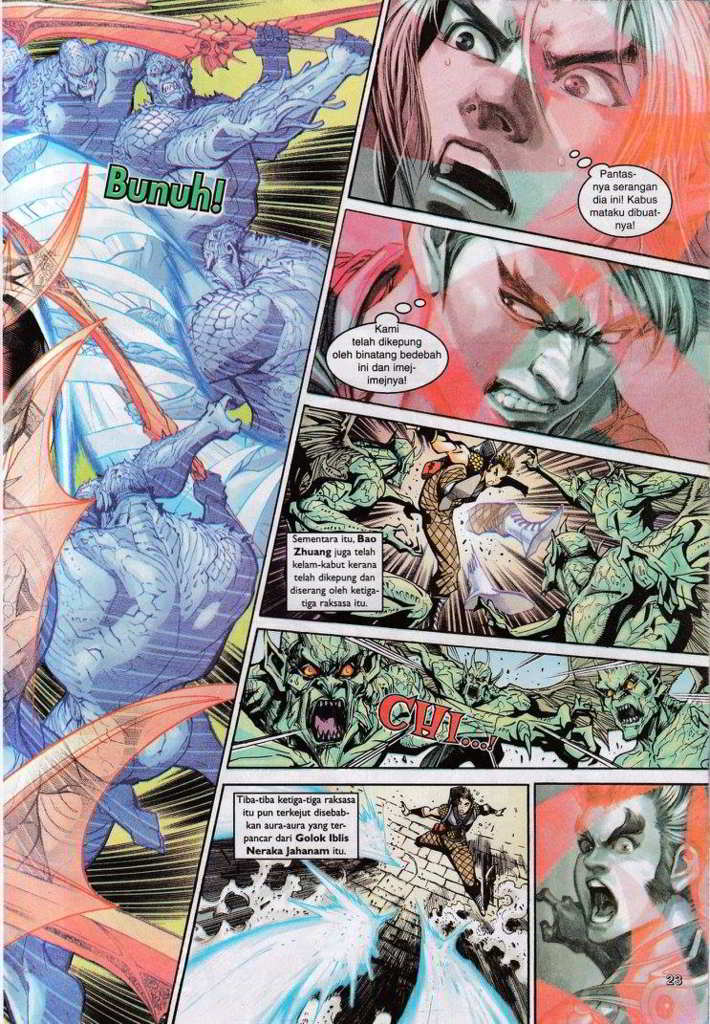 Bunuh!
Pantas-
nya serangan
dia ini! Kabus
mataku dibuat-
nya!
Kami
telah dikepung
oleh binatang bedebah
ini dan imej-
imejnya!
Sementara itu, Bao
Zhuang juga telah
kelam-kabut kerana
telah dikepung dan
diserang oleh ketiga-
tiga raksasa itu.
CHI...!
Tiba-tiba ketiga-tiga raksasa
itu pun terkejut disebab-
kan aura-aura yang ter-
pancar dari Golok Iblis
Neraka Jahanam itu.
23